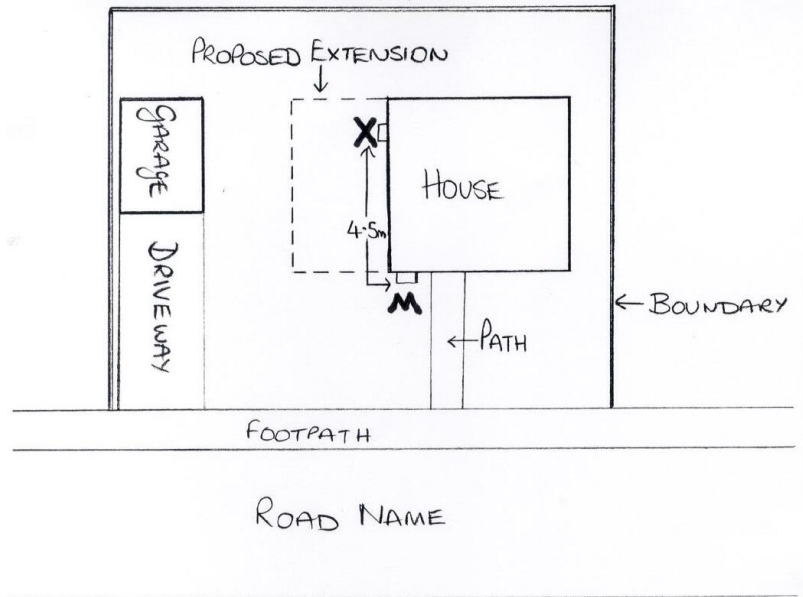 PROPOSED EXTENSION
GARAGE
X
HOUSE
4.5m
DRIVEWAY
M
BOUNDARY
PATH
FOOTPATH
ROAD NAME